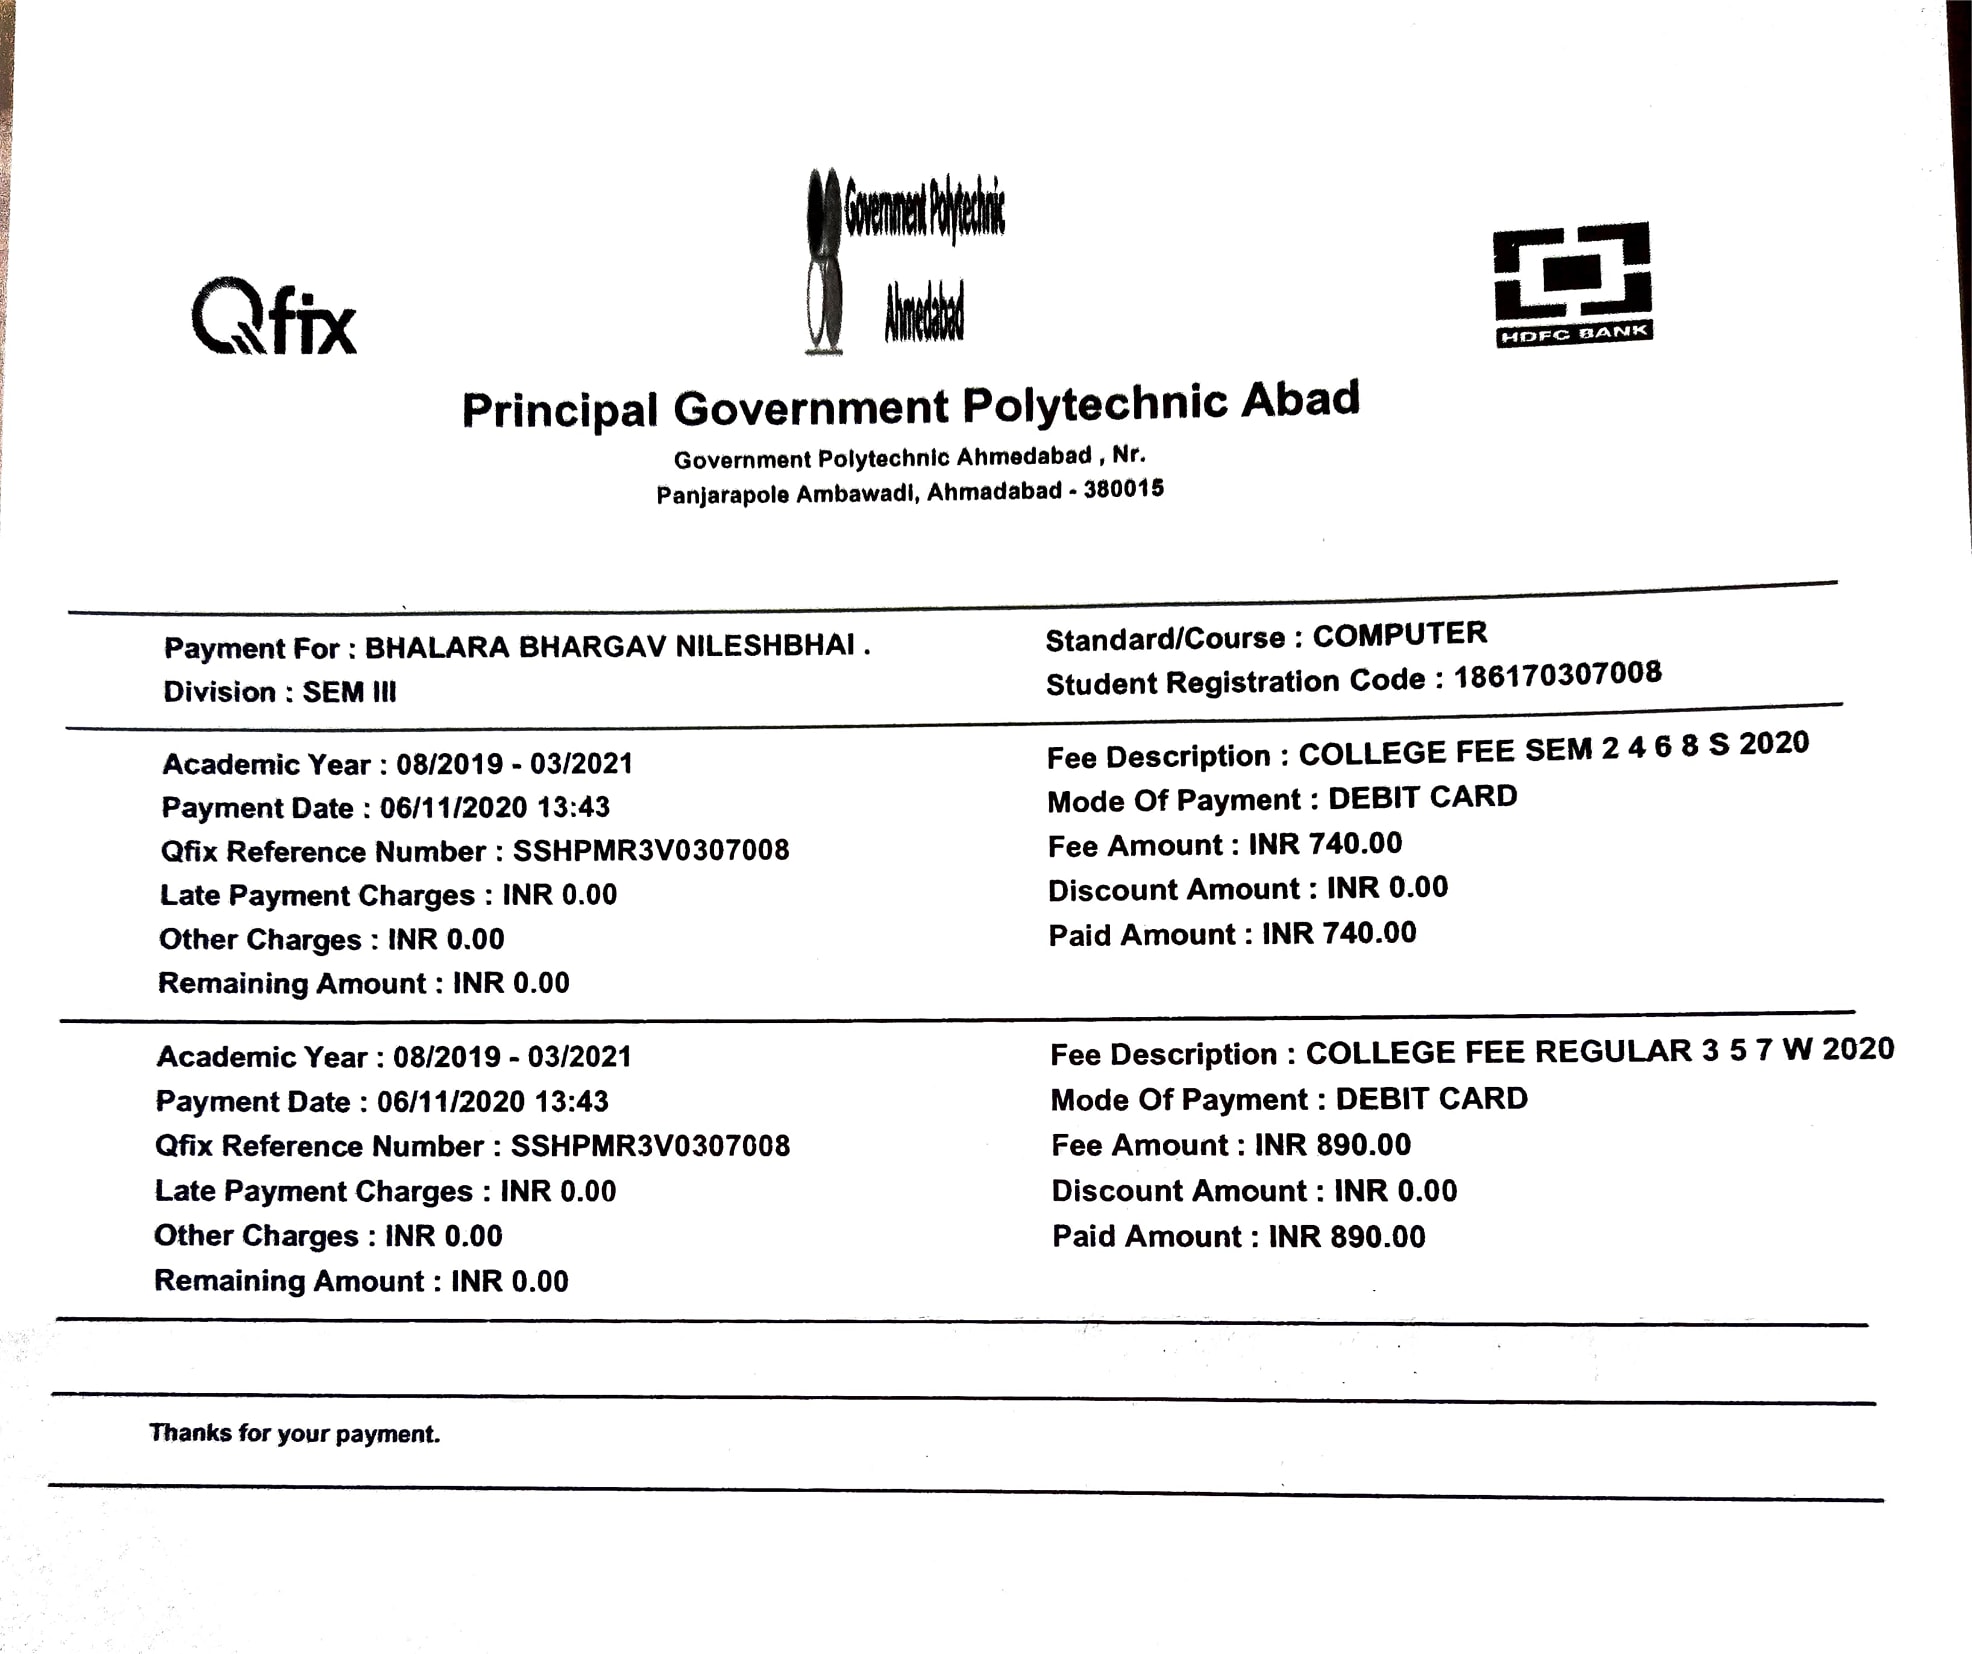 Qfix
Government Polytechnic
Ahmedabad
HDFC BANK
Principal Government Polytechnic Abad
Government Polytechnic Ahmedabad , Nr.
Panjarapole Ambawadi, Ahmadabad - 380015
Payment For : BHALARA BHARGAV NILESHBHAI .
Standard/Course : COMPUTER
Division : SEM III
Student Registration Code : 186170307008
Academic Year : 08/2019 - 03/2021
Fee Description : COLLEGE FEE SEM 2 4 6 8 S 2020
Payment Date : 06/11/2020 13:43
Mode Of Payment : DEBIT CARD
Qfix Reference Number : SSHPMR3V0307008
Fee Amount : INR 740.00
Late Payment Charges : INR 0.00
Discount Amount : INR 0.00
Other Charges : INR 0.00
Paid Amount : INR 740.00
Remaining Amount : INR 0.00
Academic Year : 08/2019 - 03/2021
Fee Description : COLLEGE FEE REGULAR 3 5 7 W 2020
Payment Date : 06/11/2020 13:43
Mode Of Payment : DEBIT CARD
Qfix Reference Number : SSHPMR3V0307008
Fee Amount : INR 890.00
Late Payment Charges : INR 0.00
Discount Amount : INR 0.00
Other Charges : INR 0.00
Paid Amount : INR 890.00
Remaining Amount : INR 0.00
Thanks for your payment.